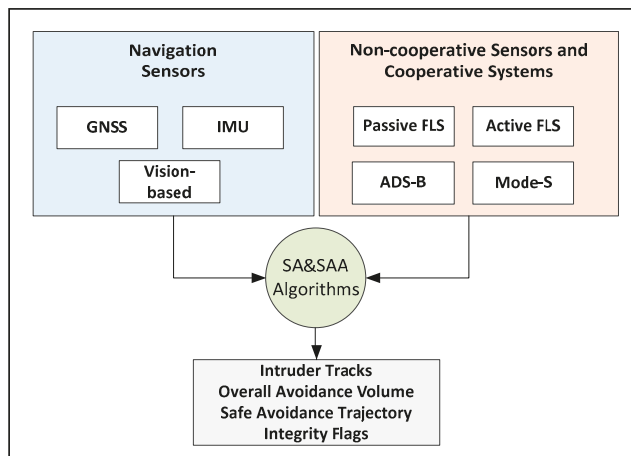 Navigation
Sensors
GNSS
IMU
Vision-
based
Non-cooperative Sensors and
Cooperative Systems
Passive FLS
Active FLS
ADS-B
Mode-S
SA&SAA
Algorithms
Intruder Tracks
Overall Avoidance Volume
Safe Avoidance Trajectory
Integrity Flags